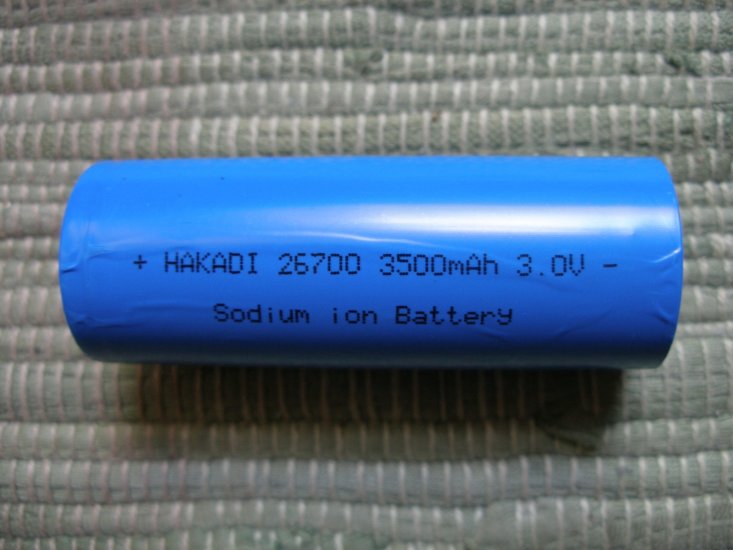 + HAKADI 26700 3500mAh 3.0V -
Sodium ion Battery